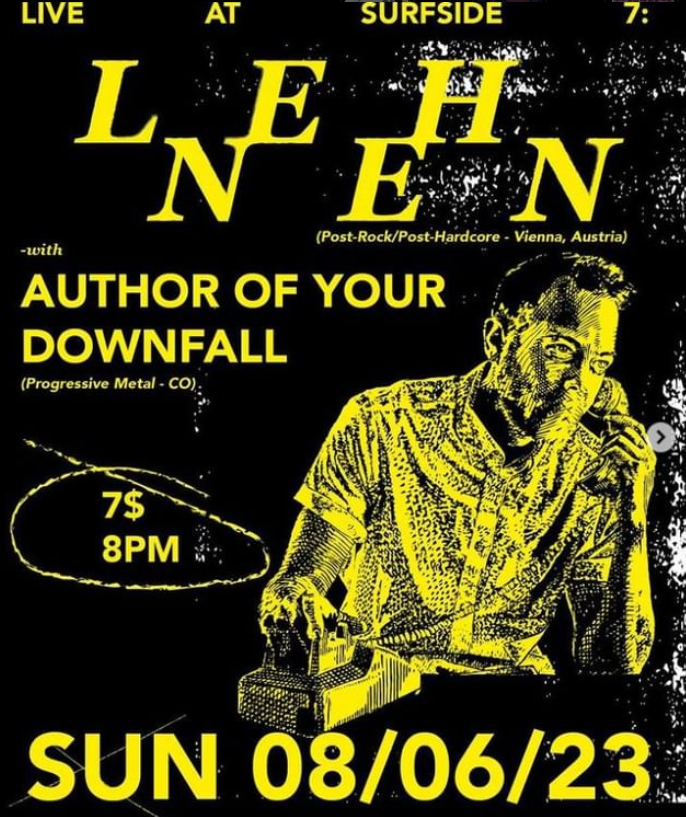 LIVE AT SURFSIDE 7:
L E H
N E N
(Post-Rock/Post-Hardcore - Vienna, Austria)
-with
AUTHOR OF YOUR
DOWNFALL
(Progressive Metal - CO)
7$
8PM
SUN 08/06/23